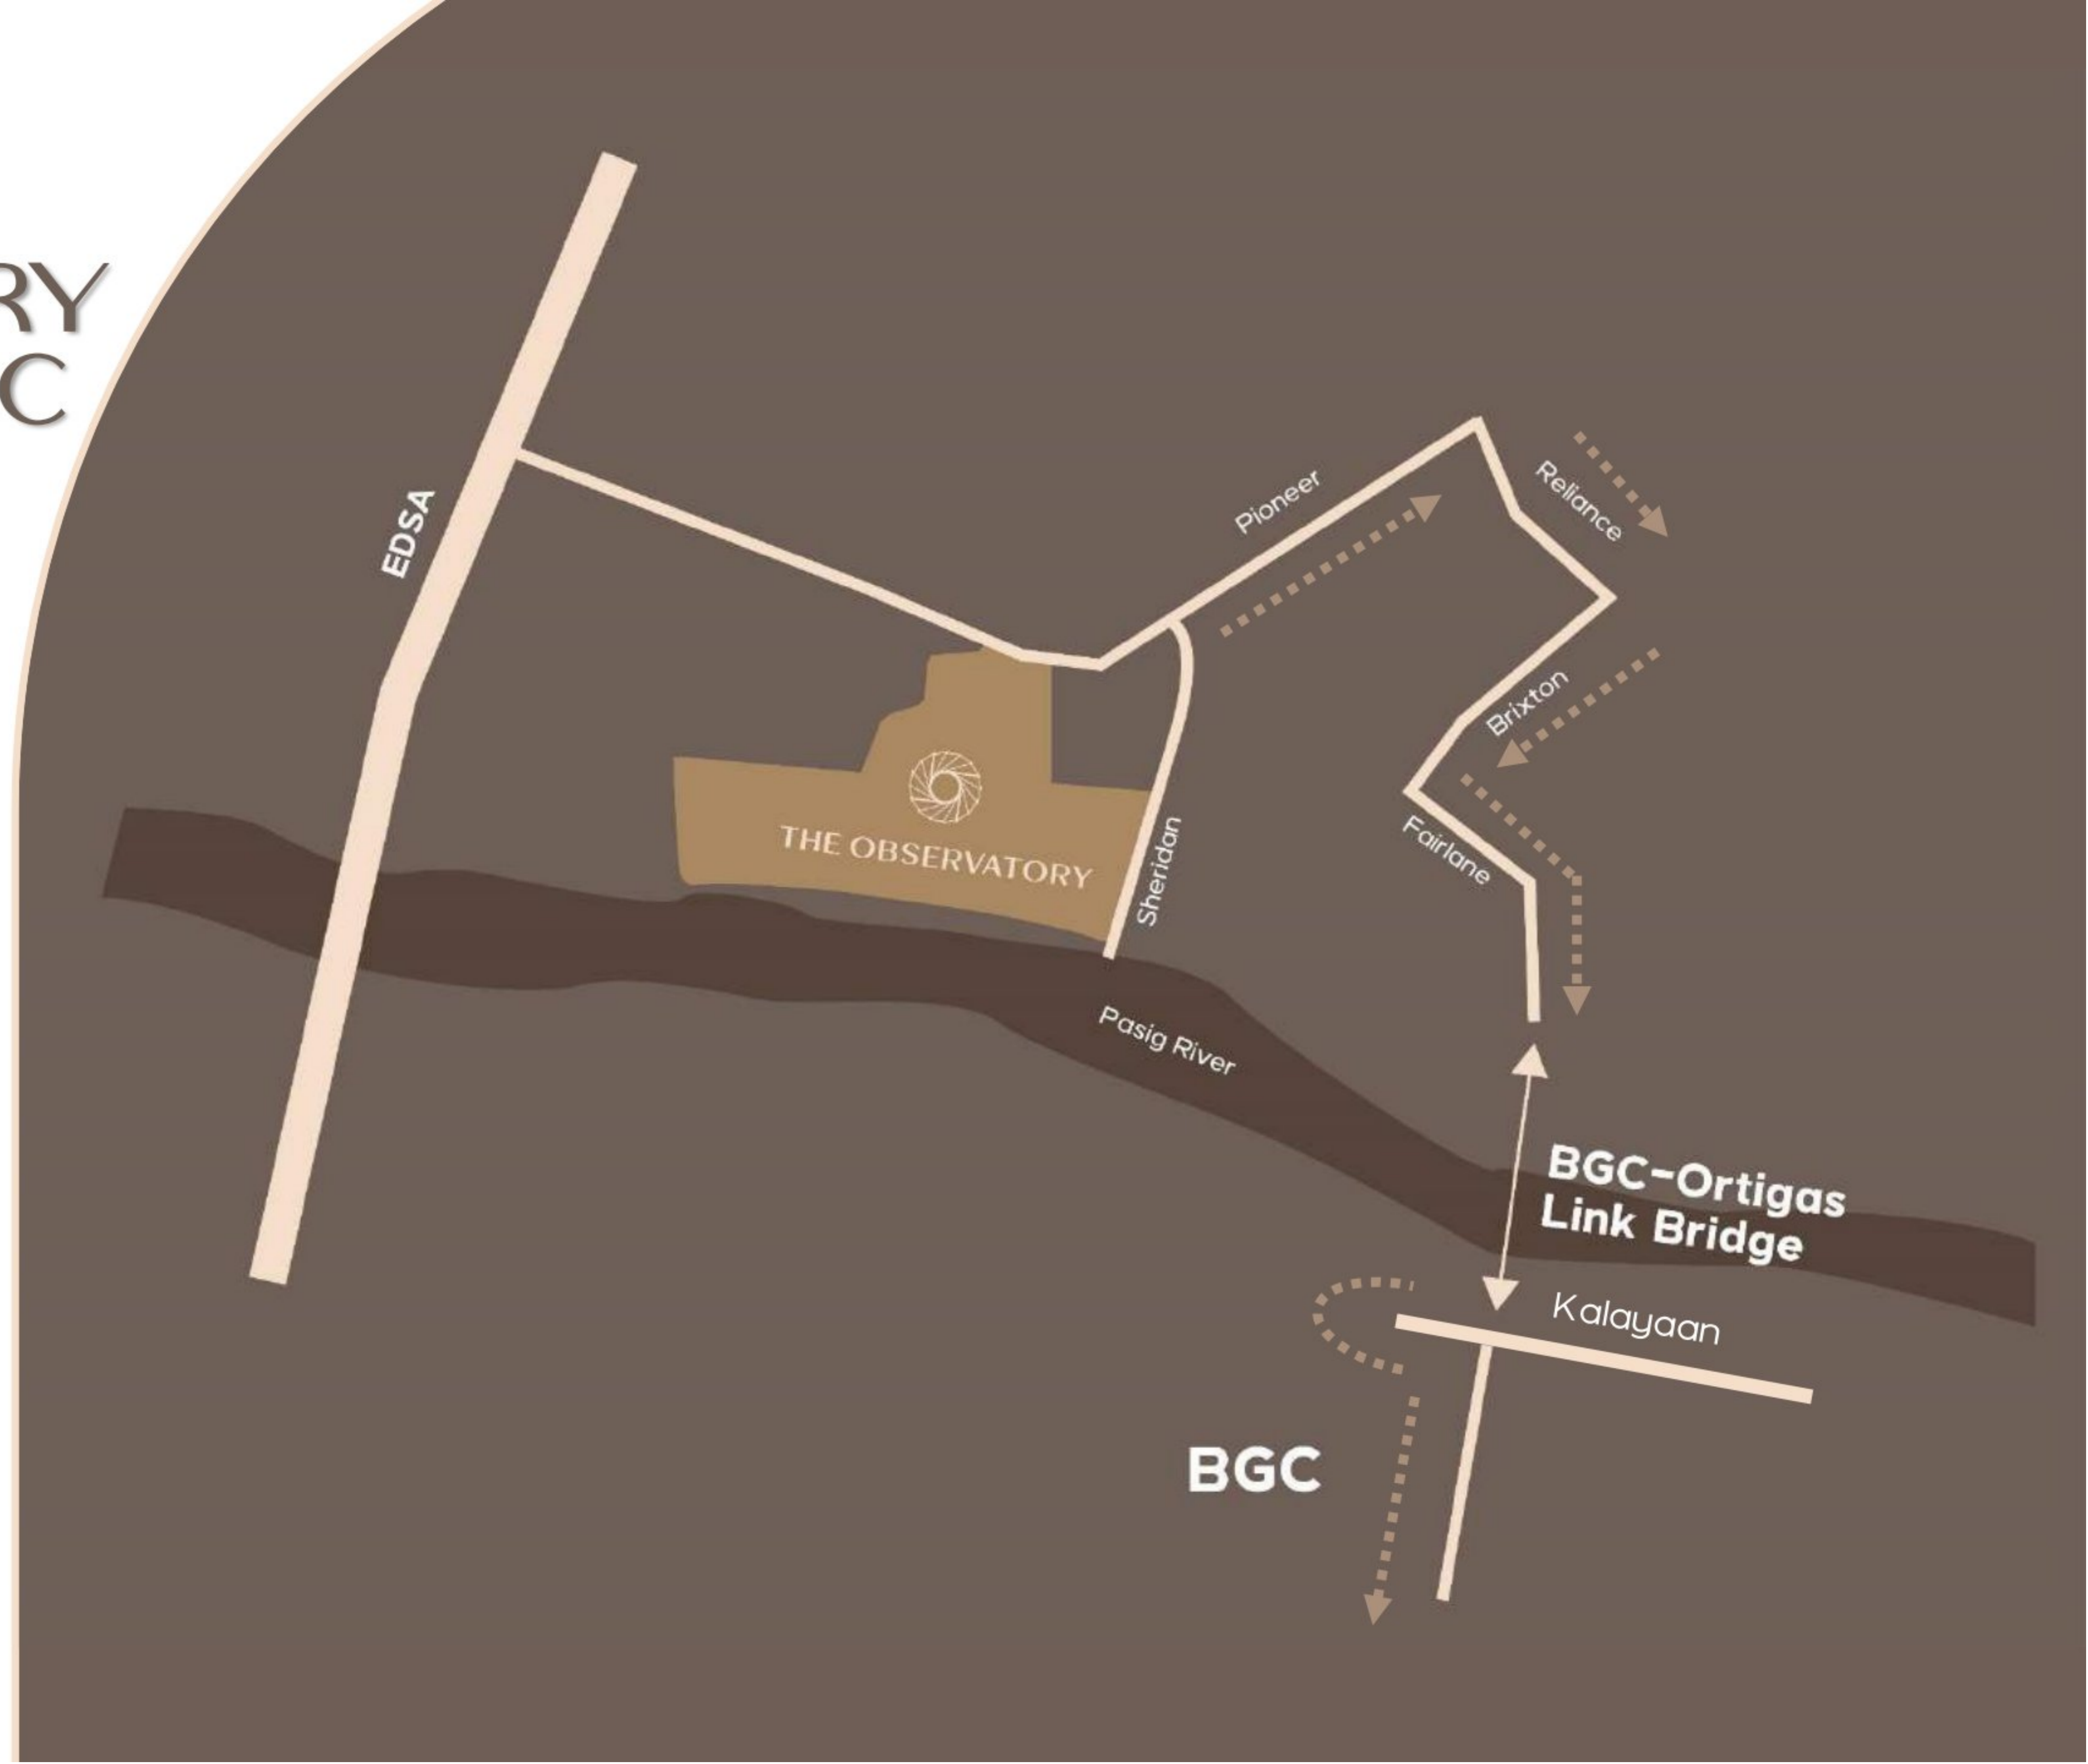 RY
C
EDSA
Pioneer
Reliance
Brixton
Fairlane
THE OBSERVATORY
Sheridan
Pasig River
BGC-Ortigas
Link Bridge
Kalayaan
BGC